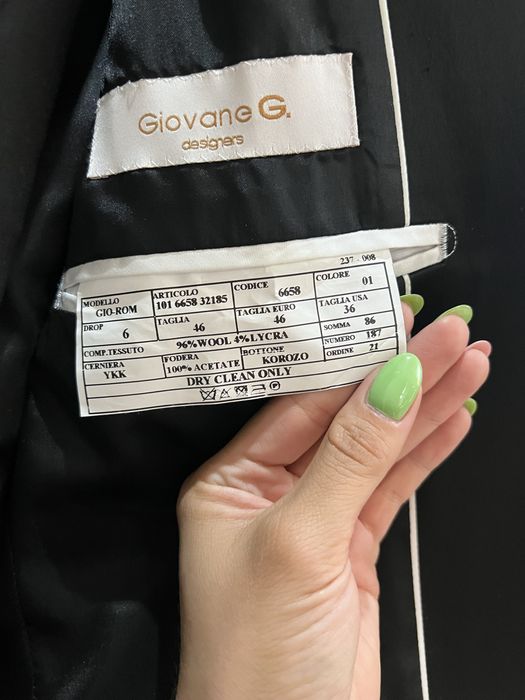 Giovane G.
designers
237 - 008
MODELLO GIO-ROM ARTICOLO 101 6658 32185 CODICE 6658 COLORE 01
DROP 6 TAGLIA 46 TAGLIA EURO 46 TAGLIA USA 36
COMP.TESSUTO 96%WOOL 4%LYCRA SOMMA 86
NUMERO 187
CERNIERA YKK FODERA 100% ACETATE BOTTONE KOROZO ORDINE 21
DRY CLEAN ONLY
P